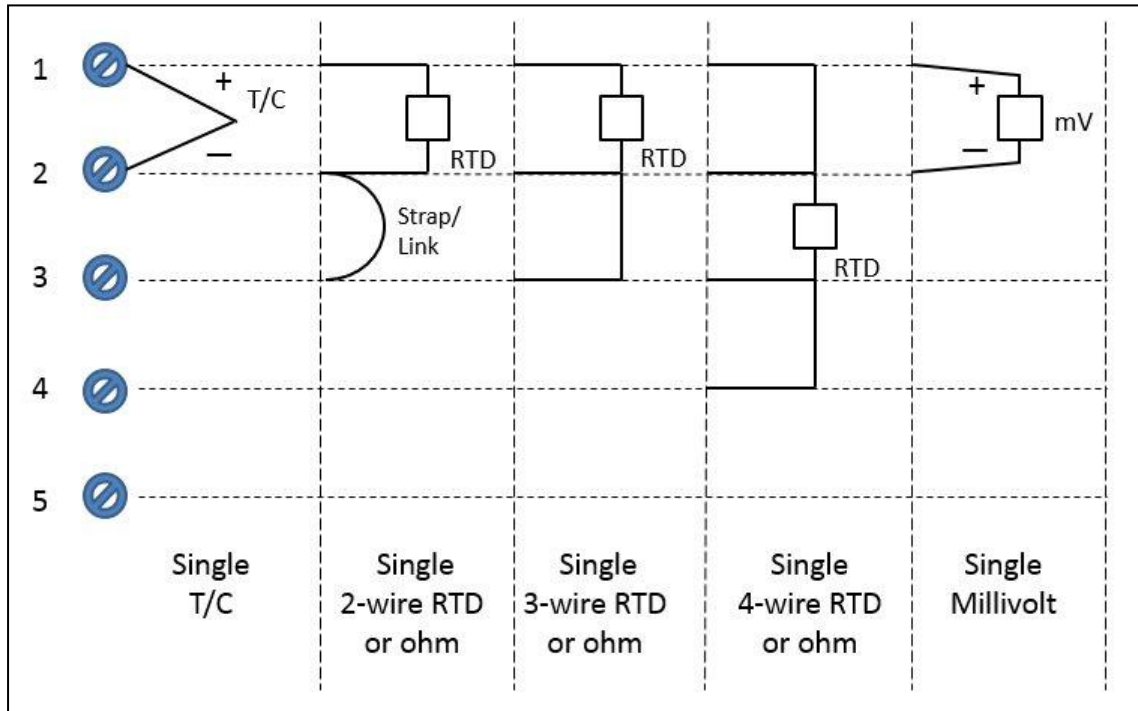 1
+
T/C
–
2
3
4
5
RTD
Strap/
Link
RTD
RTD
+
–
mV
Single
T/C
Single
2-wire RTD
or ohm
Single
3-wire RTD
or ohm
Single
4-wire RTD
or ohm
Single
Millivolt